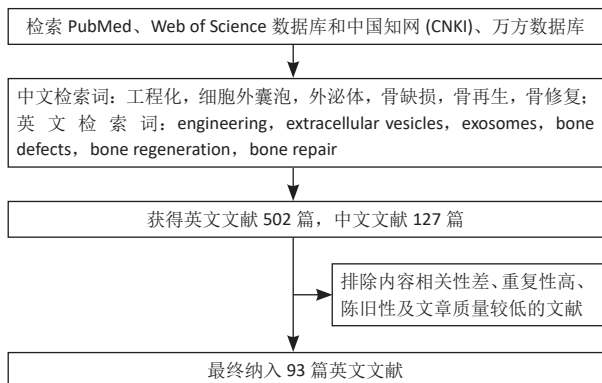 检索 PubMed、Web of Science 数据库和中国知网 (CNKI)、万方数据库
中文检索词：工程化，细胞外囊泡，外泌体，骨缺损，骨再生，骨修复；
英文检索词：engineering，extracellular vesicles，exosomes，bone
defects，bone regeneration，bone repair
获得英文文献 502 篇，中文文献 127 篇
排除内容相关性差、重复性高、
陈旧性及文章质量较低的文献
最终纳入 93 篇英文文献